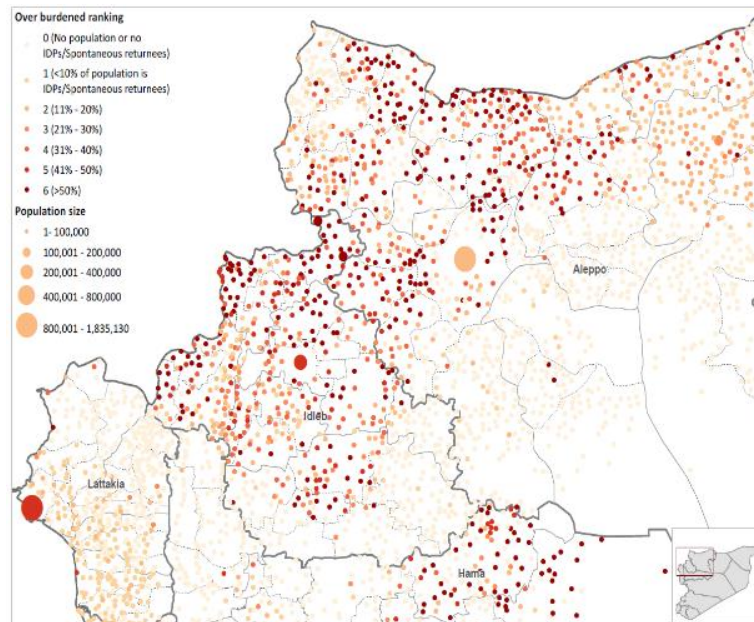 Over burdened ranking
0 (No population or no
IDPs/Spontaneous returnees)
1 (<10% of population is
IDPs/Spontaneous returnees)
2 (11% - 20%)
3 (21% - 30%)
4 (31% - 40%)
5 (41% - 50%)
6 (>50%)
Population size
1- 100,000
100,001 - 200,000
200,001 - 400,000
400,001 - 800,000
800,001 - 1,835,130
Aleppo
Idleb
Lattakia
Hama